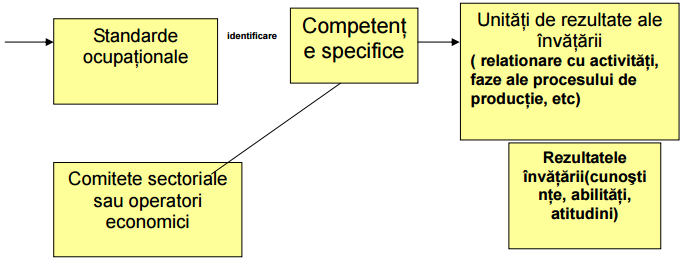 Standarde
ocupaționale
identificare
Competenț
e specifice
Unități de rezultate ale
învățării
( relationare cu activități,
faze ale procesului de
producție, etc)
Comitete sectoriale
sau operatori
economici
Rezultatele
învățării(cunoști
ințe, abilități,
atitudini)